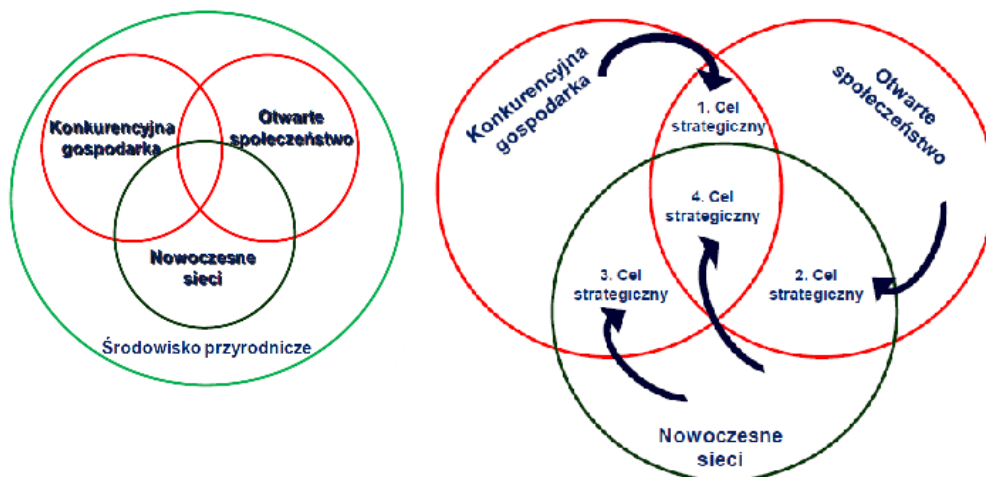 Konkurencyjna
gospodarka
Otwarte
społeczeństwo
Nowoczesne
sieci
Środowisko przyrodnicze
Konkurencyjna
gospodarka
Otwarte
społeczeństwo
1. Cel
strategiczny
4. Cel
strategiczny
3. Cel
strategiczny
2. Cel
strategiczny
Nowoczesne
sieci